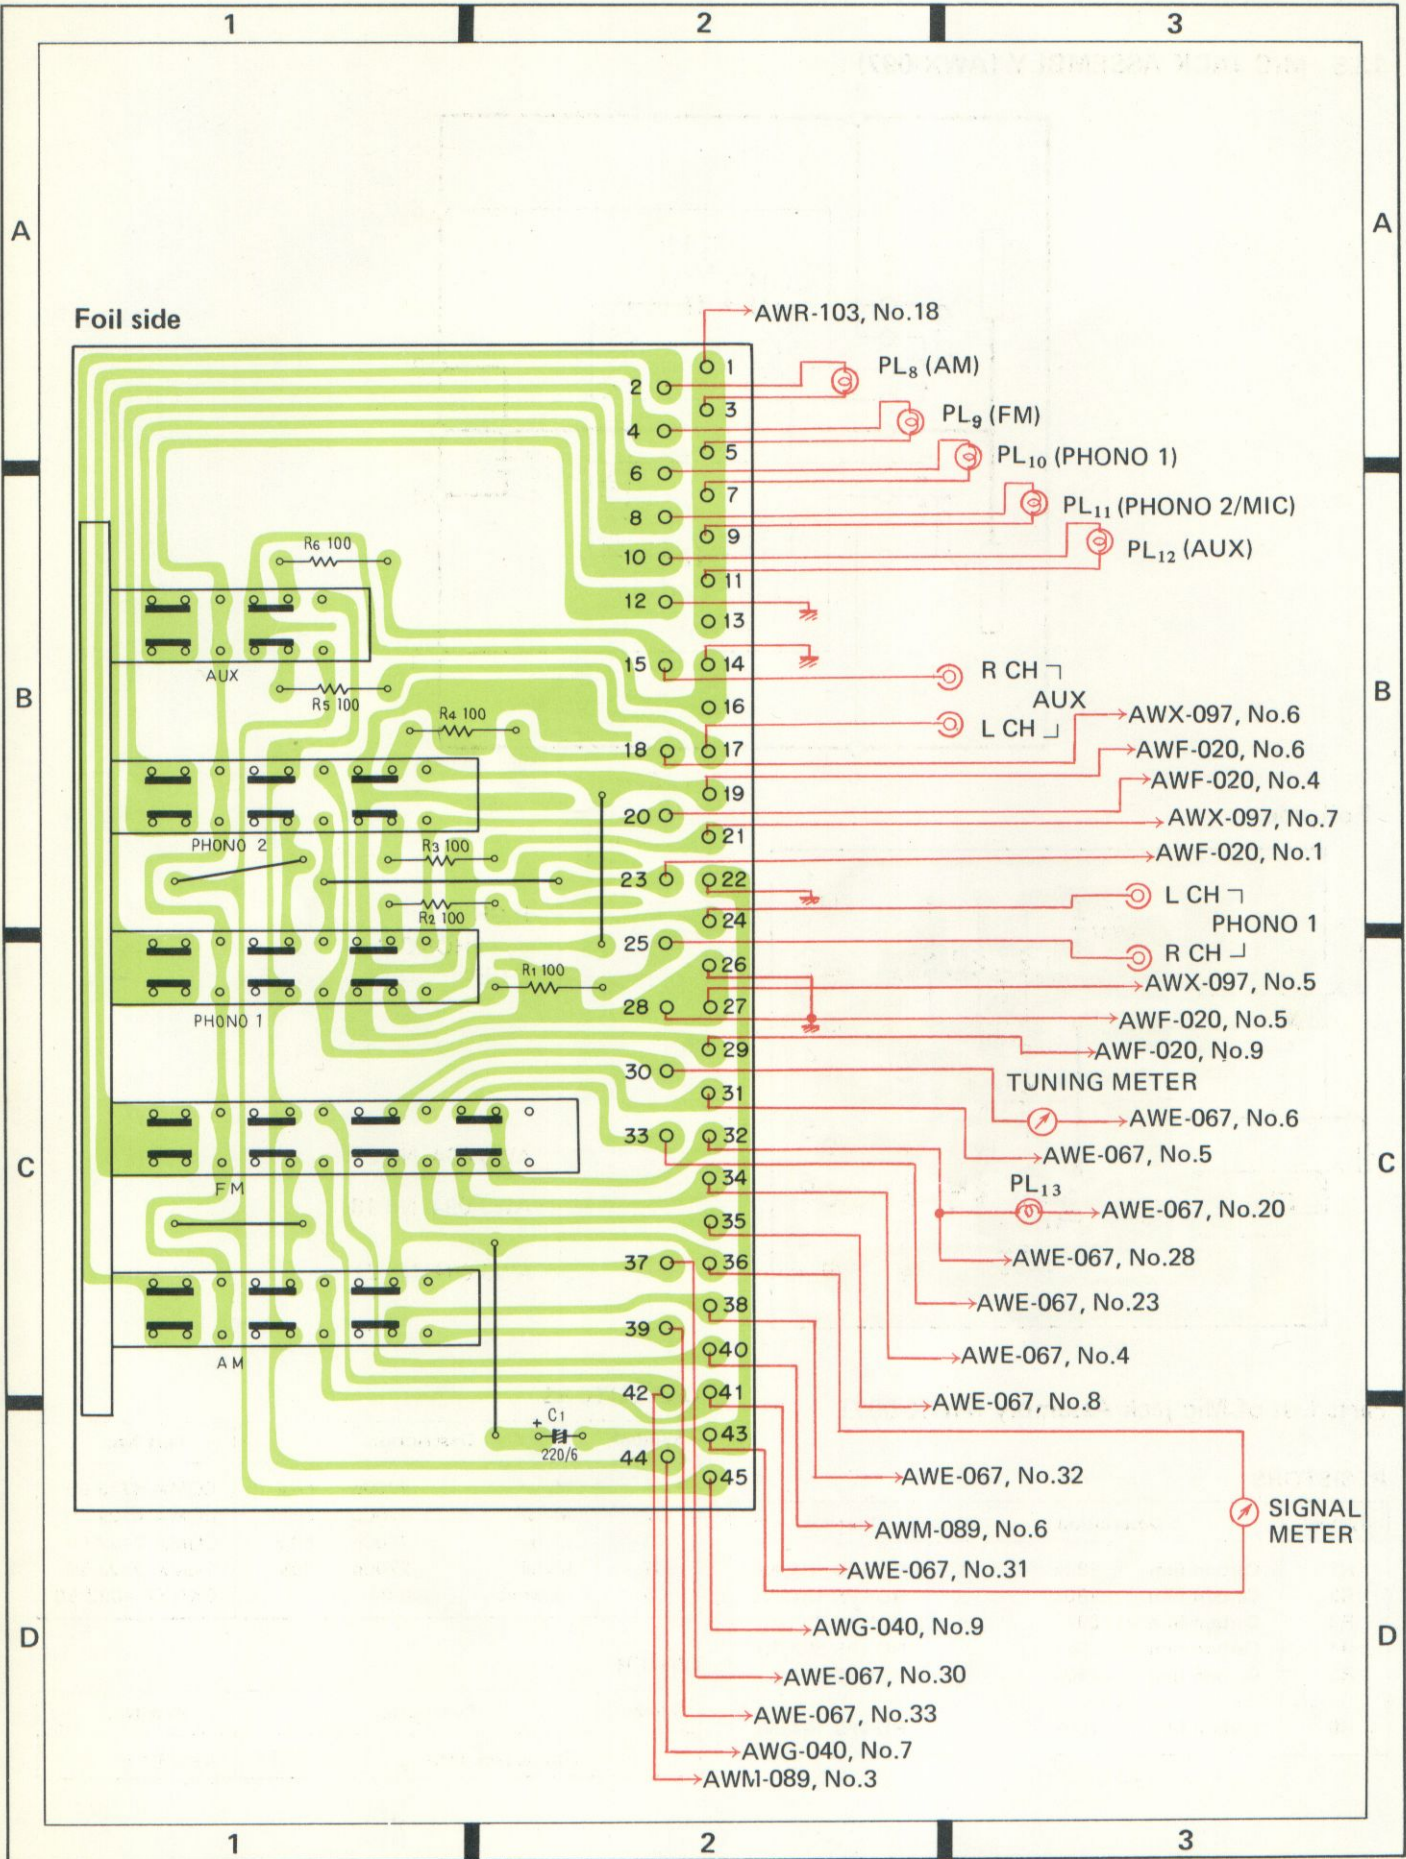 1 2 3
A A
Foil side
AWR-103, No.18
1
PL8 (AM)
2
3
PL9 (FM)
4
5
PL10 (PHONO 1)
6
7
PL11 (PHONO 2/MIC)
8
9
PL12 (AUX)
R6 100
10
11
12
13
15 14
R CH
AUX
AUX
L CH
B B
R5 100
16
R4 100
AWX-097, No.6
18 17
AWF-020, No.6
AWF-020, No.4
19
20
AWX-097, No.7
21
PHONO 2
R3 100
AWF-020, No.1
23 22
L CH
PHONO 1
R CH
R2 100
24
25
26
R1 100
AWX-097, No.5
28 27
PHONO 1
AWF-020, No.5
29
AWF-020, No.9
30
TUNING METER
31
AWE-067, No.6
33 32
AWE-067, No.5
C C
34
FM
PL13
AWE-067, No.20
35
37 36
AWE-067, No.28
38
AWE-067, No.23
39
40
AM
AWE-067, No.4
42 41
AWE-067, No.8
C1
+
220/6
43
44
45
AWE-067, No.32
SIGNAL
METER
AWM-089, No.6
AWE-067, No.31
D D
AWG-040, No.9
AWE-067, No.30
AWE-067, No.33
AWG-040, No.7
AWM-089, No.3
1 2 3